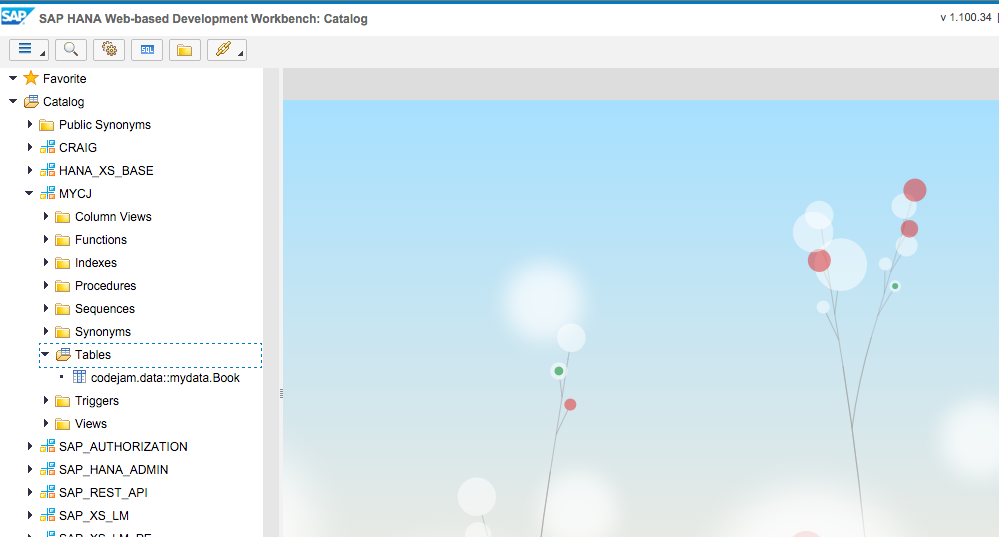 SAP SAP HANA Web-based Development Workbench: Catalog v 1.100.34 |
SQL
Favorite
Catalog
Public Synonyms
CRAIG
HANA_XS_BASE
MYCJ
Column Views
Functions
Indexes
Procedures
Sequences
Synonyms
Tables
codejam.data::mydata.Book
Triggers
Views
SAP_AUTHORIZATION
SAP_HANA_ADMIN
SAP_REST_API
SAP_XS_LM